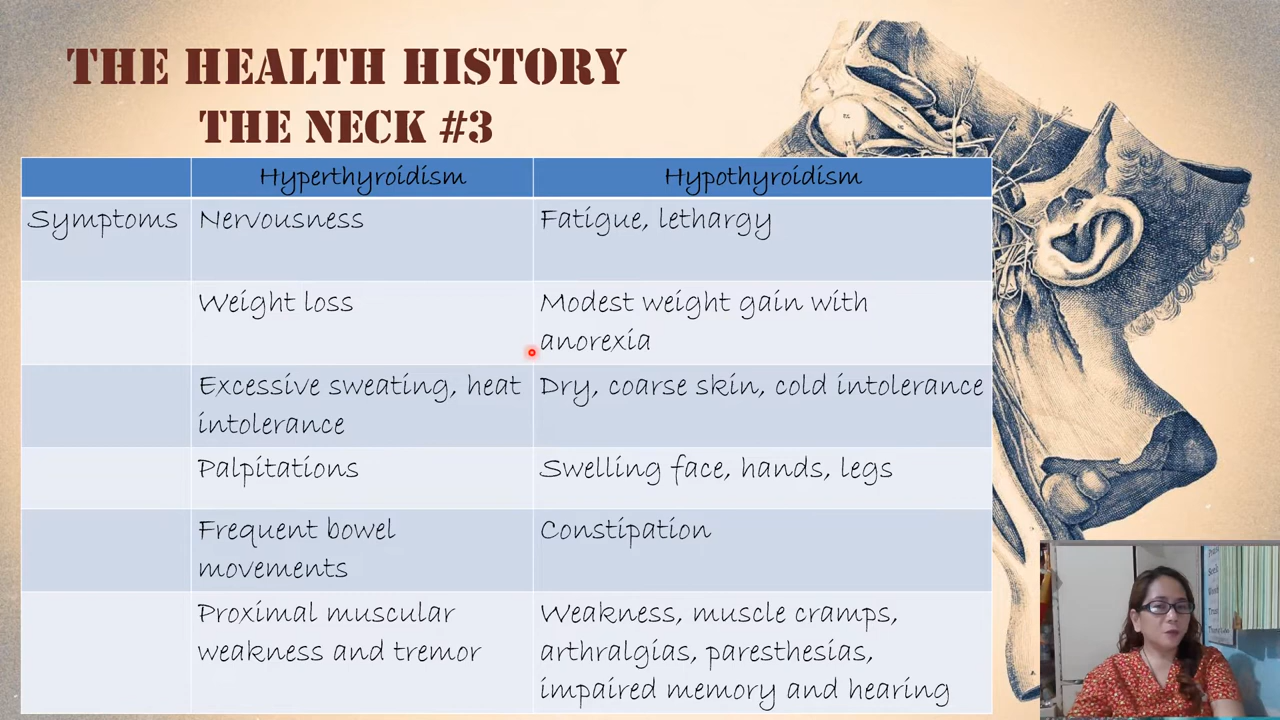 THE HEALTH HISTORY
THE NECK #3
Hyperthyroidism
Hypothyroidism
Symptoms
Nervousness
Fatigue, lethargy
Weight loss
Modest weight gain with
anorexia
Excessive sweating, heat
intolerance
Dry, coarse skin, cold intolerance
Palpitations
Swelling face, hands, legs
Frequent bowel
movements
Constipation
Proximal muscular
weakness and tremor
Weakness, muscle cramps,
arthralgias, paresthesias,
impaired memory and hearing